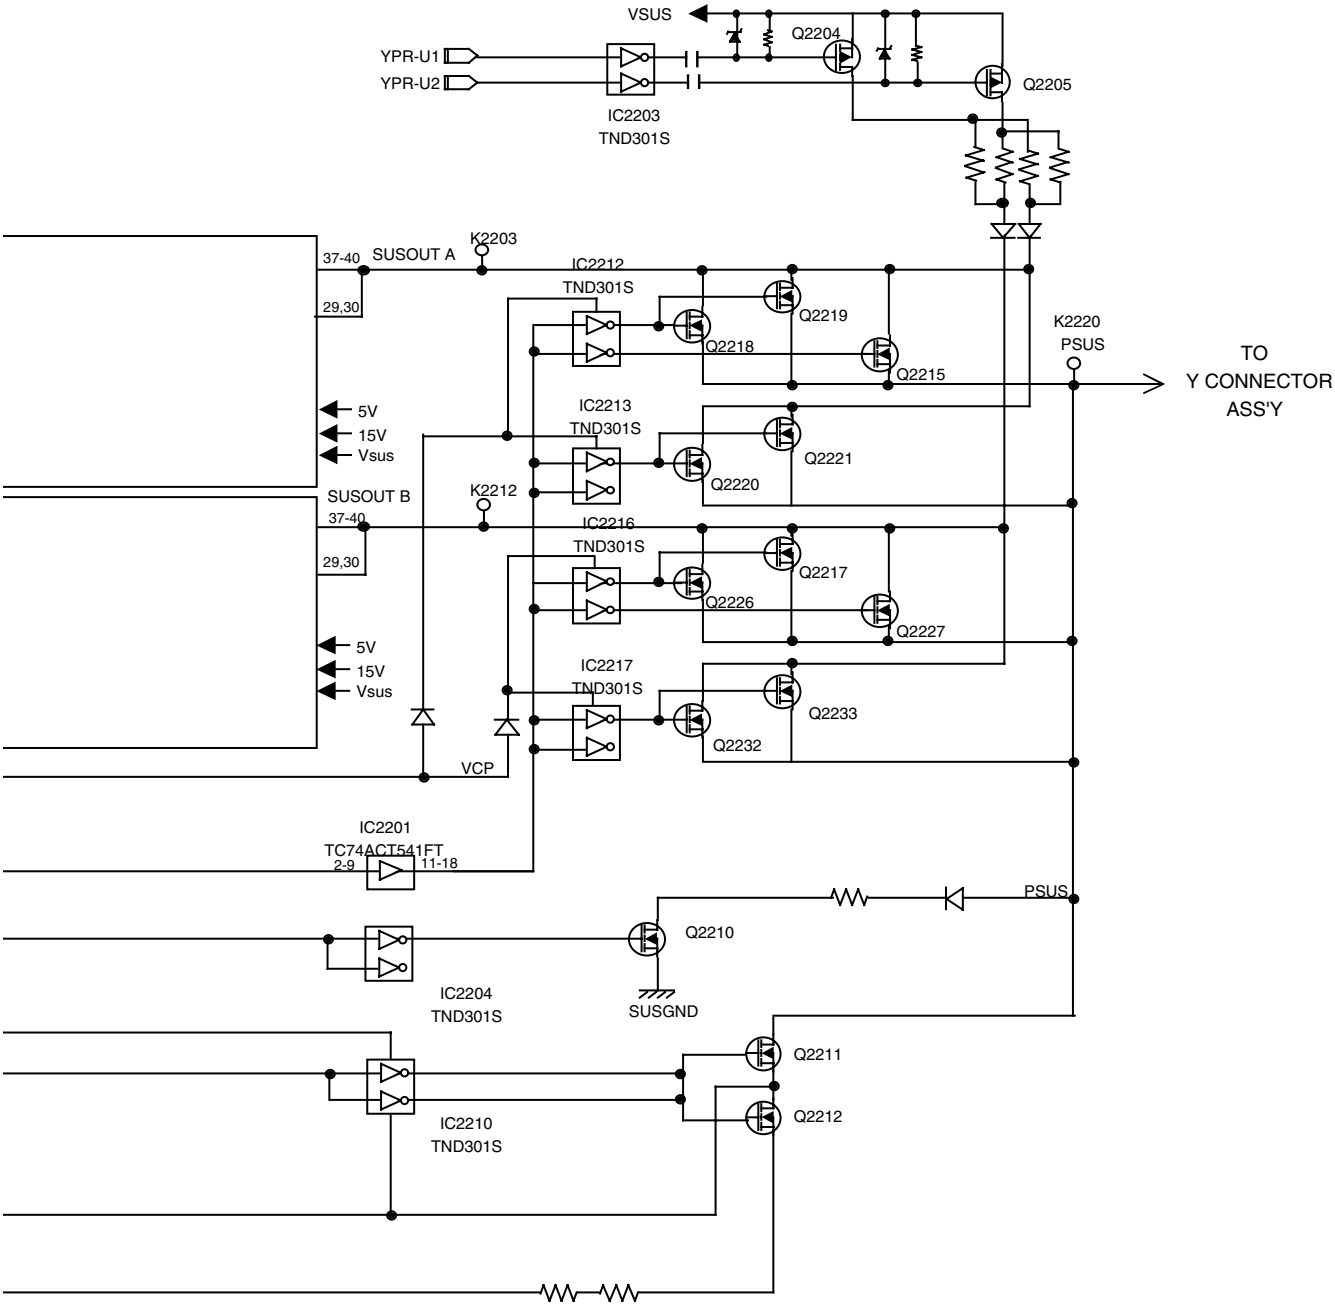 VSUS
Q2204
YPR-U1
YPR-U2
Q2205
IC2203
TND301S
K2203
37-40
SUSOUT A
29,30
IC2212
TND301S
Q2219
Q2218
Q2215
K2220
PSUS
TO
Y CONNECTOR
ASS'Y
5V
15V
Vsus
IC2213
TND301S
Q2221
Q2220
SUSOUT B
37-40
29,30
K2212
IC2216
TND301S
Q2217
Q2226
Q2227
5V
15V
Vsus
IC2217
TND301S
Q2233
Q2232
VCP
IC2201
TC74ACT541FT
2-9
11-18
PSUS
Q2210
IC2204
TND301S
SUSGND
Q2211
Q2212
IC2210
TND301S